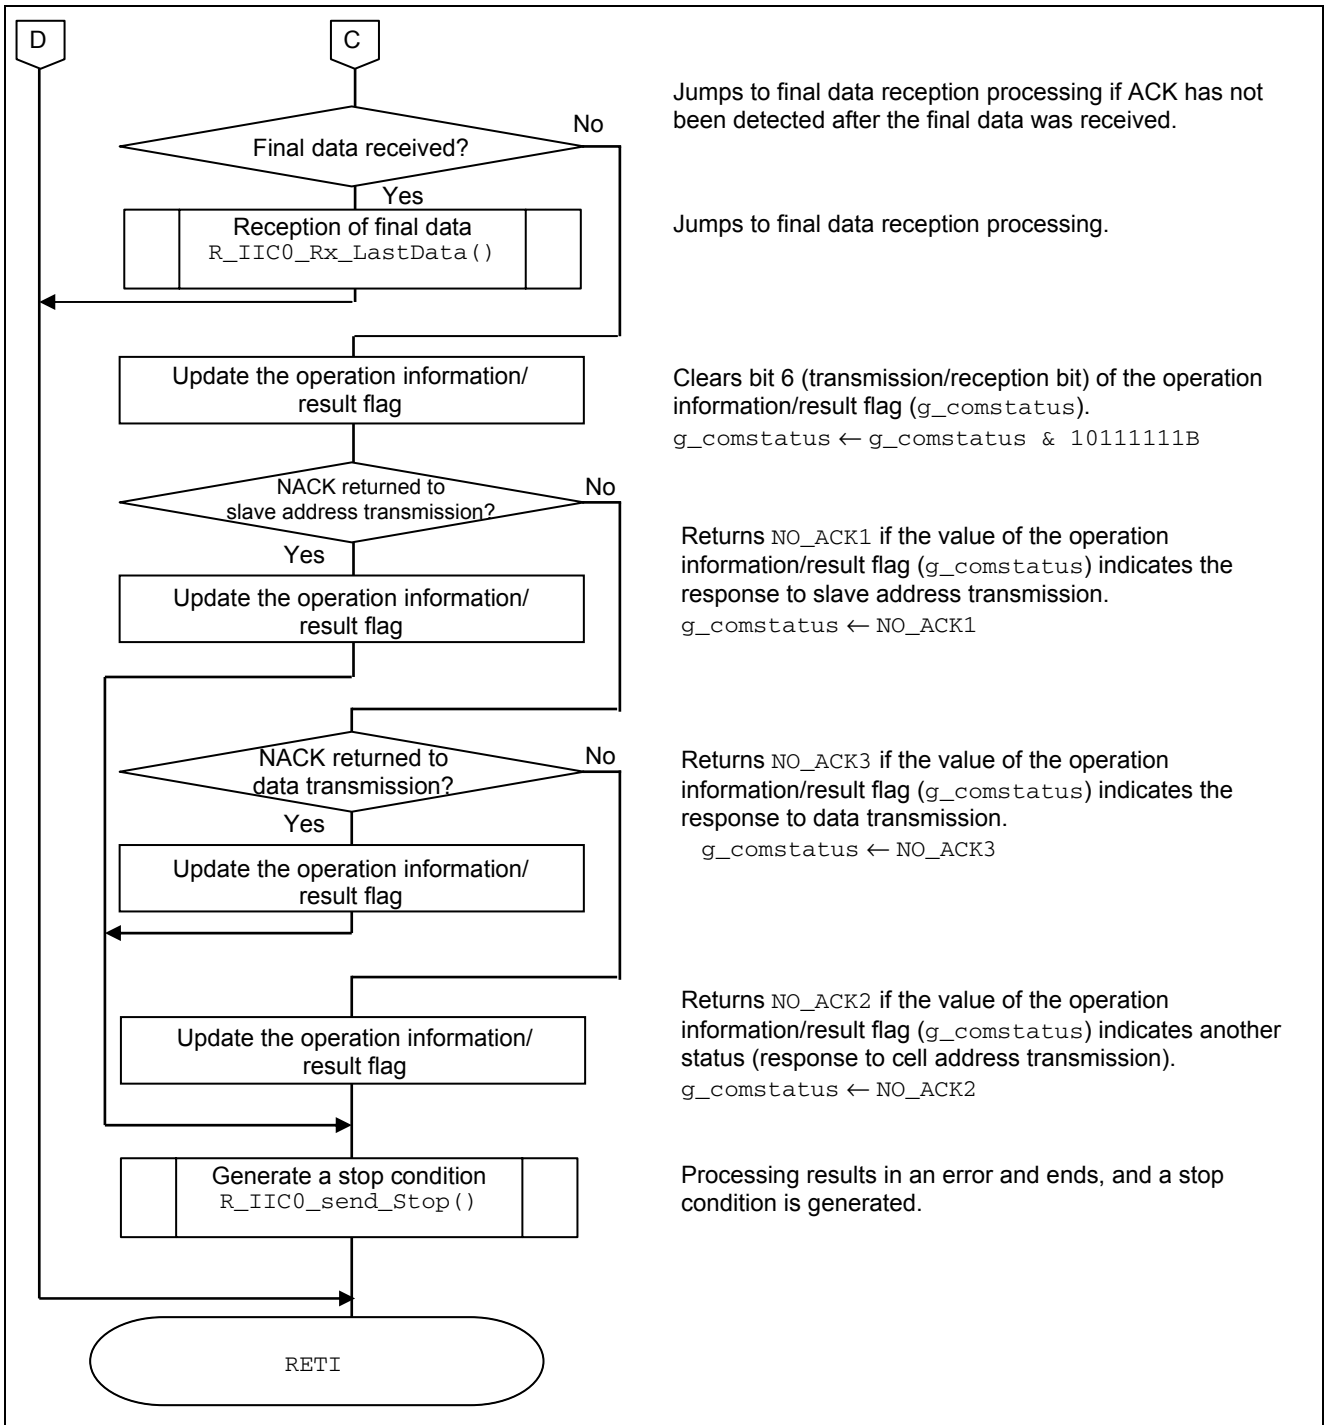 D
C
Jumps to final data reception processing if ACK has not
been detected after the final data was received.
No
Final data received?
Yes
Reception of final data
R_IIC0_Rx_LastData()
Jumps to final data reception processing.
Update the operation information/
result flag
Clears bit 6 (transmission/reception bit) of the operation
information/result flag (g_comstatus).
g_comstatus ← g_comstatus & 10111111B
NACK returned to
slave address transmission?
No
Yes
Returns NO_ACK1 if the value of the operation
information/result flag (g_comstatus) indicates the
response to slave address transmission.
g_comstatus ← NO_ACK1
Update the operation information/
result flag
NACK returned to
data transmission?
No
Yes
Returns NO_ACK3 if the value of the operation
information/result flag (g_comstatus) indicates the
response to data transmission.
g_comstatus ← NO_ACK3
Update the operation information/
result flag
Returns NO_ACK2 if the value of the operation
information/result flag (g_comstatus) indicates another
status (response to cell address transmission).
g_comstatus ← NO_ACK2
Update the operation information/
result flag
Generate a stop condition
R_IIC0_send_Stop()
Processing results in an error and ends, and a stop
condition is generated.
RETI